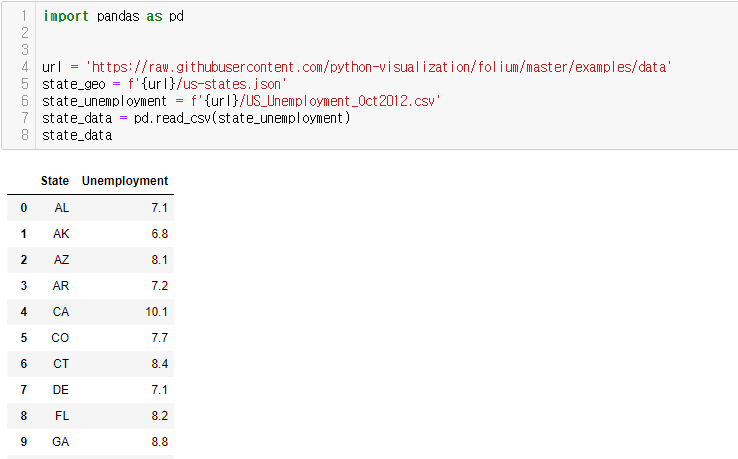 1 import pandas as pd
2
3
4 url = 'https://raw.githubusercontent.com/python-visualization/folium/master/examples/data'
5 state_geo = f'{url}/us-states.json'
6 state_unemployment = f'{url}/US_Unemployment_Oct2012.csv'
7 state_data = pd.read_csv(state_unemployment)
8 state_data
State Unemployment
0 AL 7.1
1 AK 6.8
2 AZ 8.1
3 AR 7.2
4 CA 10.1
5 CO 7.7
6 CT 8.4
7 DE 7.1
8 FL 8.2
9 GA 8.8